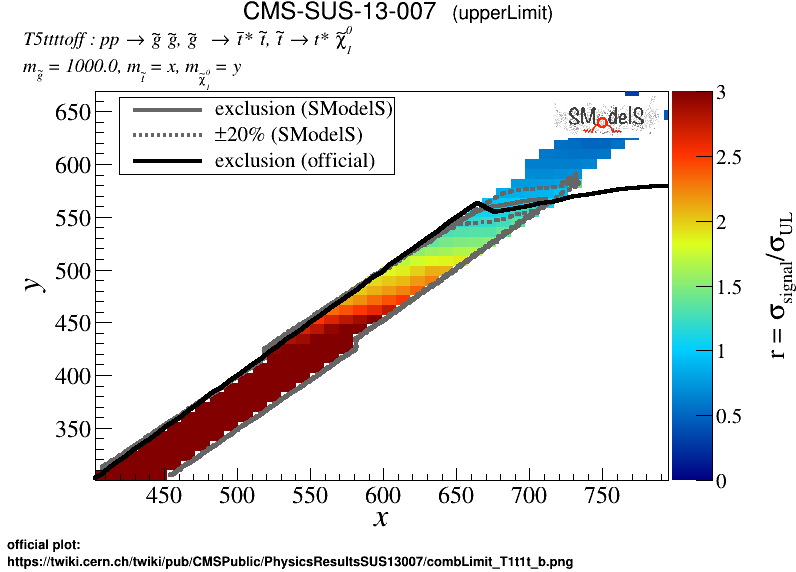 CMS-SUS-13-007 (upperLimit)
T5ttttoff : pp → g̃ g̃, g̃ → t̄* t̃, t̃ → t* χ̃⁰₁
m_g̃ = 1000.0, m_t̃ = x, m_χ̃⁰₁ = y
exclusion (SModelS)
±20% (SModelS)
exclusion (official)
SModelS
650
600
550
500
450
400
350
y
450 500 550 600 650 700 750
x
3
2.5
2
1.5
1
0.5
0
r = σ_signal/σ_UL
official plot:
https://twiki.cern.ch/twiki/pub/CMSPublic/PhysicsResultsSUS13007/combLimit_T1t1t_b.png